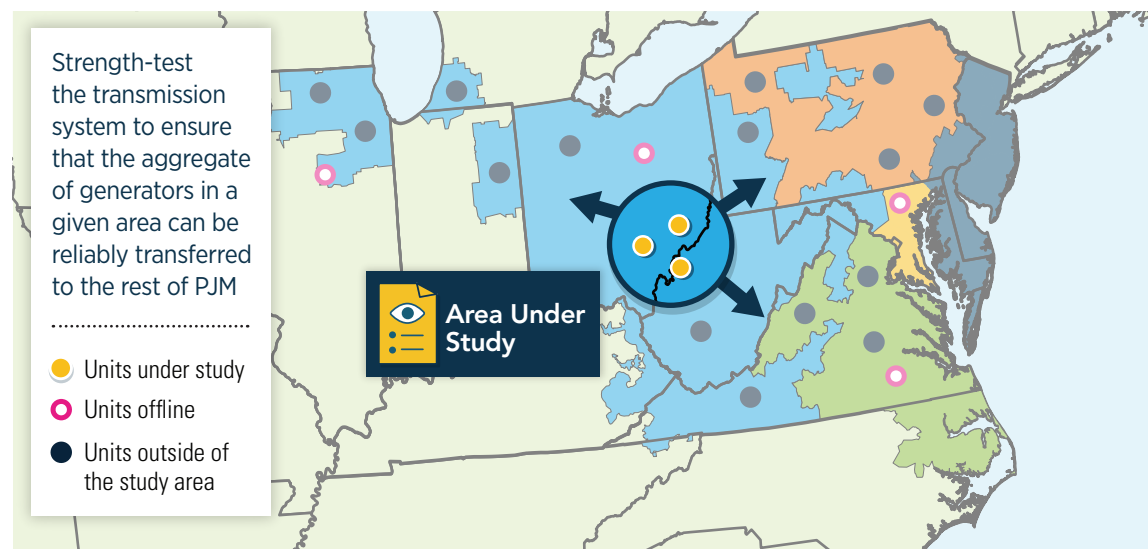 Strength-test
the transmission
system to ensure
that the aggregate
of generators in a
given area can be
reliably transferred
to the rest of PJM
Units under study
Units offline
Units outside of
the study area
Area Under
Study